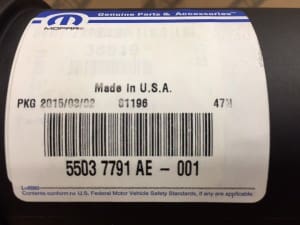 Genuine Parts & Accessories
MOPAR
Made in U.S.A.
PKG 2015/03/02 01196 47M
5503 7791 AE - 001
Contents conform to U.S. Federal Motor Vehicle Safety Standards, if any are applicable